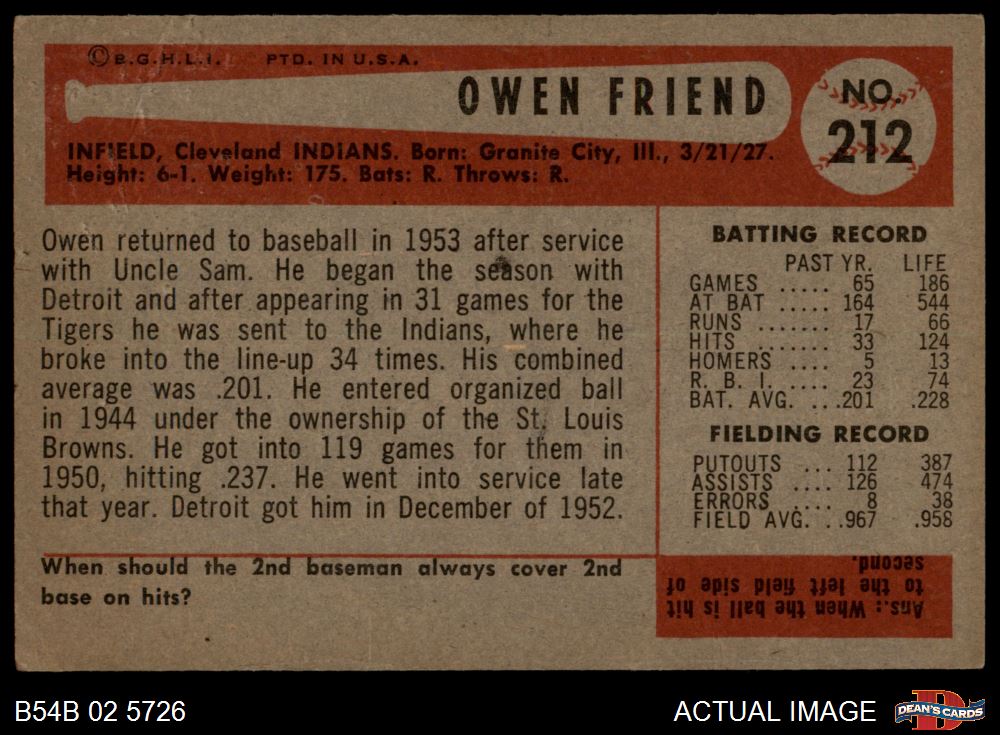 © B.G.H.L.I. PTD. IN U.S.A.
OWEN FRIEND
NO.
212
INFIELD, Cleveland INDIANS. Born: Granite City, Ill., 3/21/27.
Height: 6-1. Weight: 175. Bats: R. Throws: R.
Owen returned to baseball in 1953 after service
with Uncle Sam. He began the season with
Detroit and after appearing in 31 games for the
Tigers he was sent to the Indians, where he
broke into the line-up 34 times. His combined
average was .201. He entered organized ball
in 1944 under the ownership of the St. Louis
Browns. He got into 119 games for them in
1950, hitting .237. He went into service late
that year. Detroit got him in December of 1952.
BATTING RECORD
PAST YR. LIFE
GAMES ..... 65 186
AT BAT ..... 164 544
RUNS ....... 17 66
HITS ....... 33 124
HOMERS .... 5 13
R. B. I. .... 23 74
BAT. AVG. ... .201 .228
FIELDING RECORD
PUTOUTS ... 112 387
ASSISTS .... 126 474
ERRORS .... 8 38
FIELD AVG. . .967 .958
When should the 2nd baseman always cover 2nd
base on hits?
Ans.: When the ball is hit
to the left field side of
second.
B54B 02 5726
ACTUAL IMAGE
DEAN'S CARDS